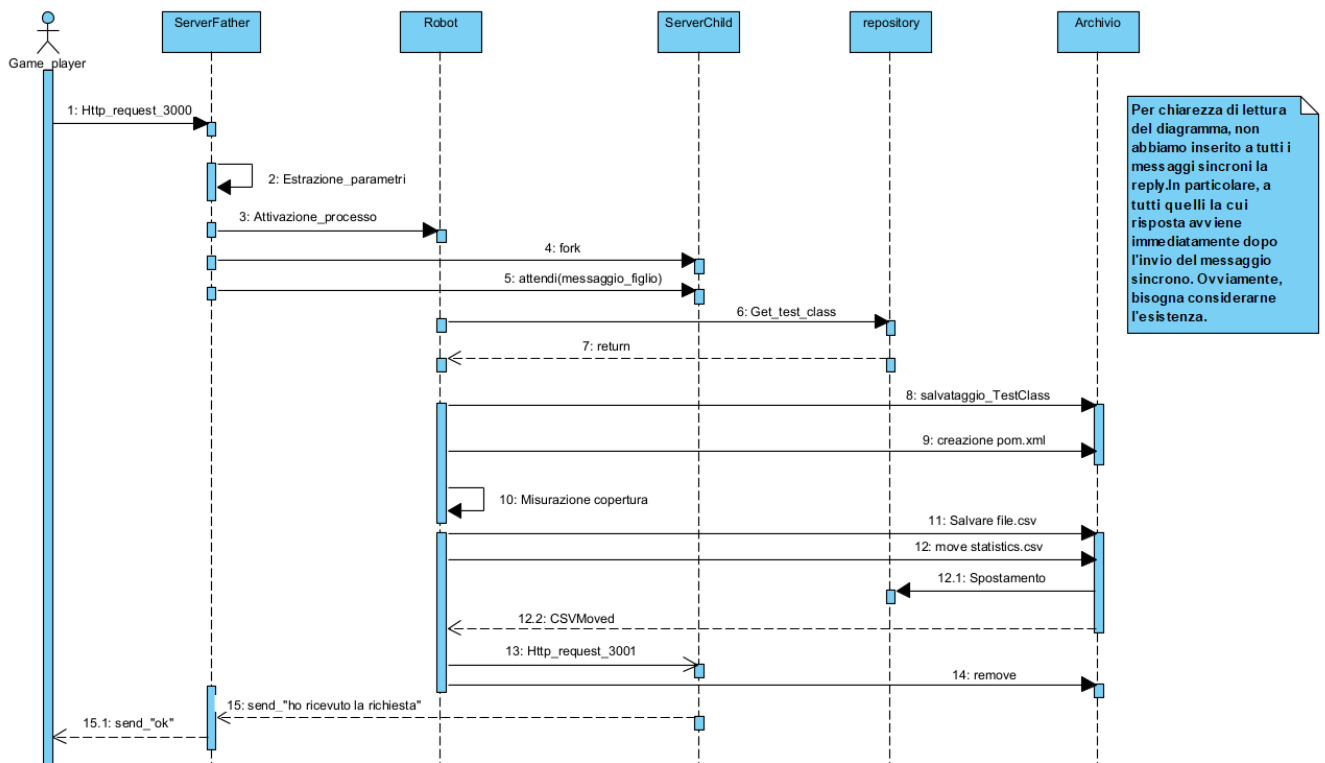 ServerFather
Robot
ServerChild
repository
Archivio
Game_player
1: Http_request_3000
2: Estrazione_parametri
3: Attivazione_processo
4: fork
5: attendi(messaggio_figlio)
6: Get_test_class
7: return
8: salvataggio_TestClass
9: creazione pom.xml
10: Misurazione copertura
11: Salvare file.csv
12: move statistics.csv
12.1: Spostamento
12.2: CSVMoved
13: Http_request_3001
14: remove
15: send_"ho ricevuto la richiesta"
15.1: send_"ok"
Per chiarezza di lettura
del diagramma, non
abbiamo inserito a tutti i
messaggi sincroni la
reply.In particolare, a
tutti quelli la cui
risposta avviene
immediatamente dopo
l'invio del messaggio
sincrono. Ovviamente,
bisogna considerarne
l'esistenza.